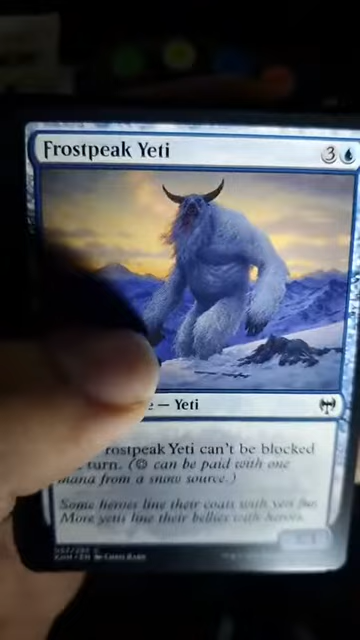 Frostpeak Yeti 3
— Yeti
rostpeak Yeti can't be blocked
turn. ( can be paid with one
mana from a snow source.)
Some heroes line their coats with yeti fur.
More yetis line their bellies with heroes.